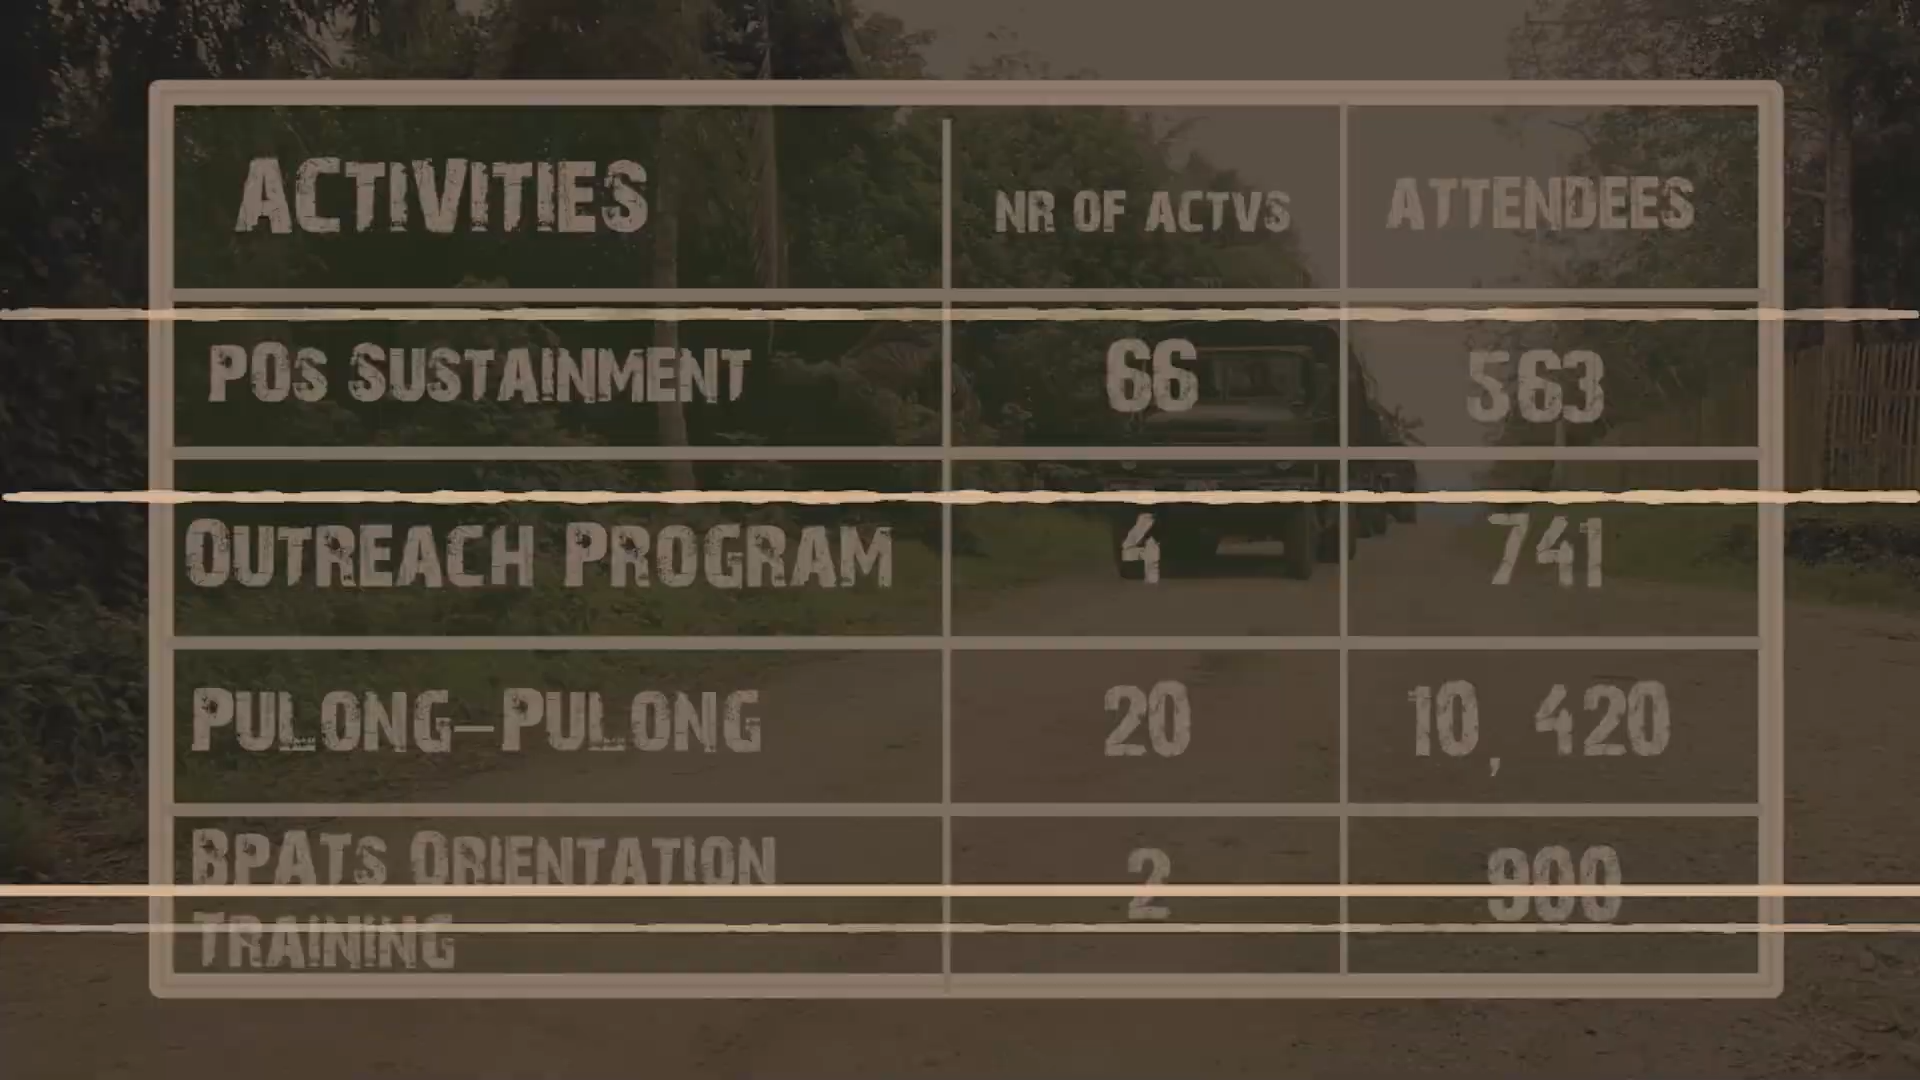 ACTIVITIES NR OF ACTVS ATTENDEES
POS SUSTAINMENT 66 563
OUTREACH PROGRAM 4 741
PULONG-PULONG 20 10, 420
BPATS ORIENTATION 2 900
TRAINING